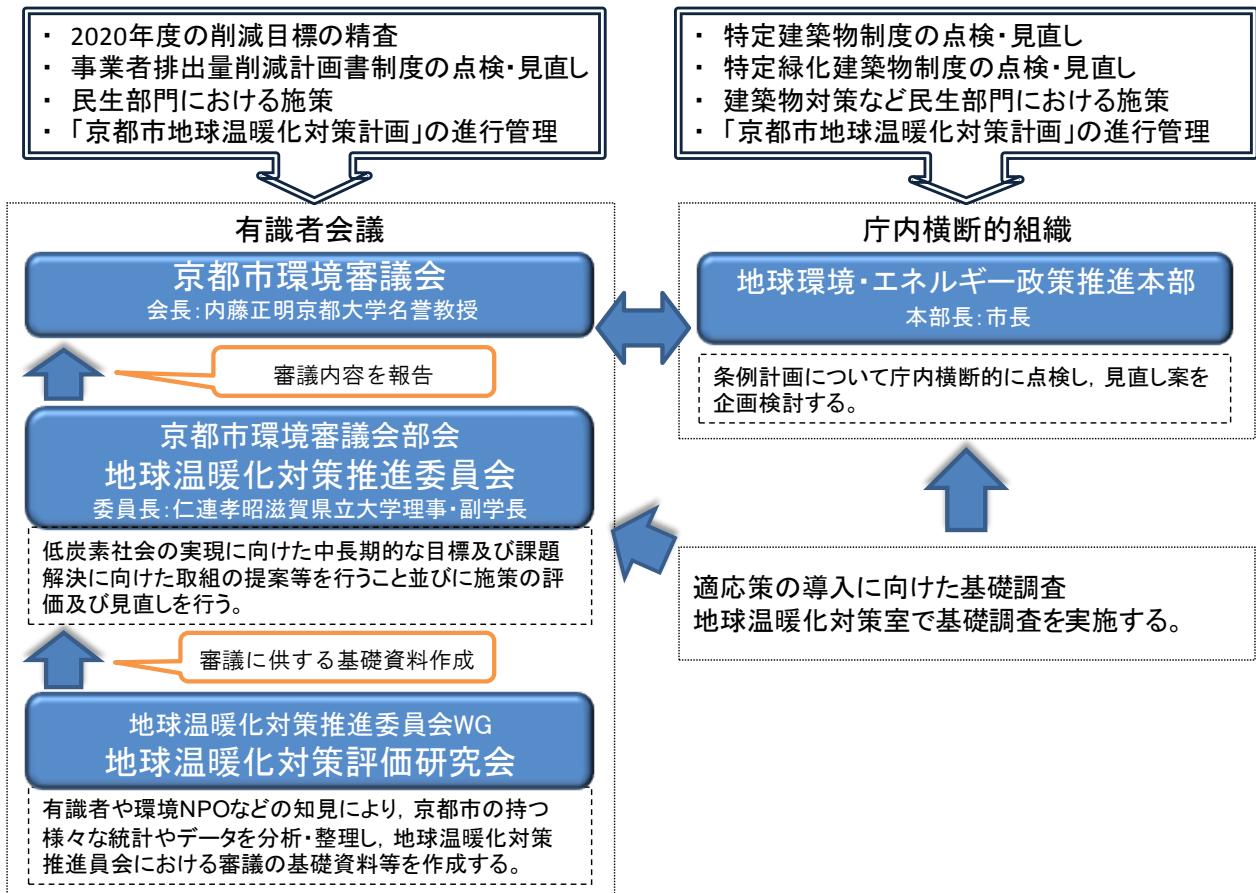 ・ 2020年度の削減目標の精査
・ 事業者排出量削減計画書制度の点検・見直し
・ 民生部門における施策
・ 「京都市地球温暖化対策計画」の進行管理
・ 特定建築物制度の点検・見直し
・ 特定緑化建築物制度の点検・見直し
・ 建築物対策など民生部門における施策
・ 「京都市地球温暖化対策計画」の進行管理
有識者会議
京都市環境審議会
会長：内藤正明京都大学名誉教授
審議内容を報告
京都市環境審議会部会
地球温暖化対策推進委員会
委員長：仁連孝昭滋賀県立大学理事・副学長
低炭素社会の実現に向けた中長期的な目標及び課題
解決に向けた取組の提案等を行うこと並びに施策の評
価及び見直しを行う。
審議に供する基礎資料作成
地球温暖化対策推進委員会WG
地球温暖化対策評価研究会
有識者や環境NPOなどの知見により，京都市の持つ
様々な統計やデータを分析・整理し，地球温暖化対策
推進員会における審議の基礎資料等を作成する。
庁内横断的組織
地球環境・エネルギー政策推進本部
本部長：市長
条例計画について庁内横断的に点検し，見直し案を
企画検討する。
適応策の導入に向けた基礎調査
地球温暖化対策室で基礎調査を実施する。